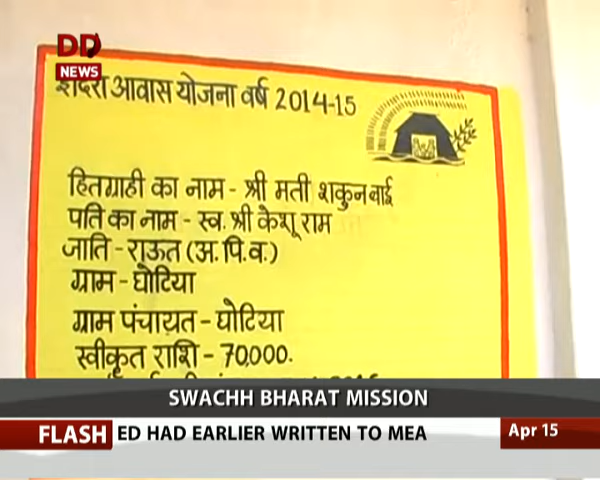 DD
NEWS
आवास योजना वर्ष 2014-15
हितग्राही का नाम - श्री मती शकुन बाई
पति का नाम - स्व. श्री केशू राम
जाति - राऊत (अ.पि.व.)
ग्राम - घोटिया
ग्राम पंचायत - घोटिया
स्वीकृत राशि - 70,000.
SWACHH BHARAT MISSION
FLASH ED HAD EARLIER WRITTEN TO MEA Apr 15